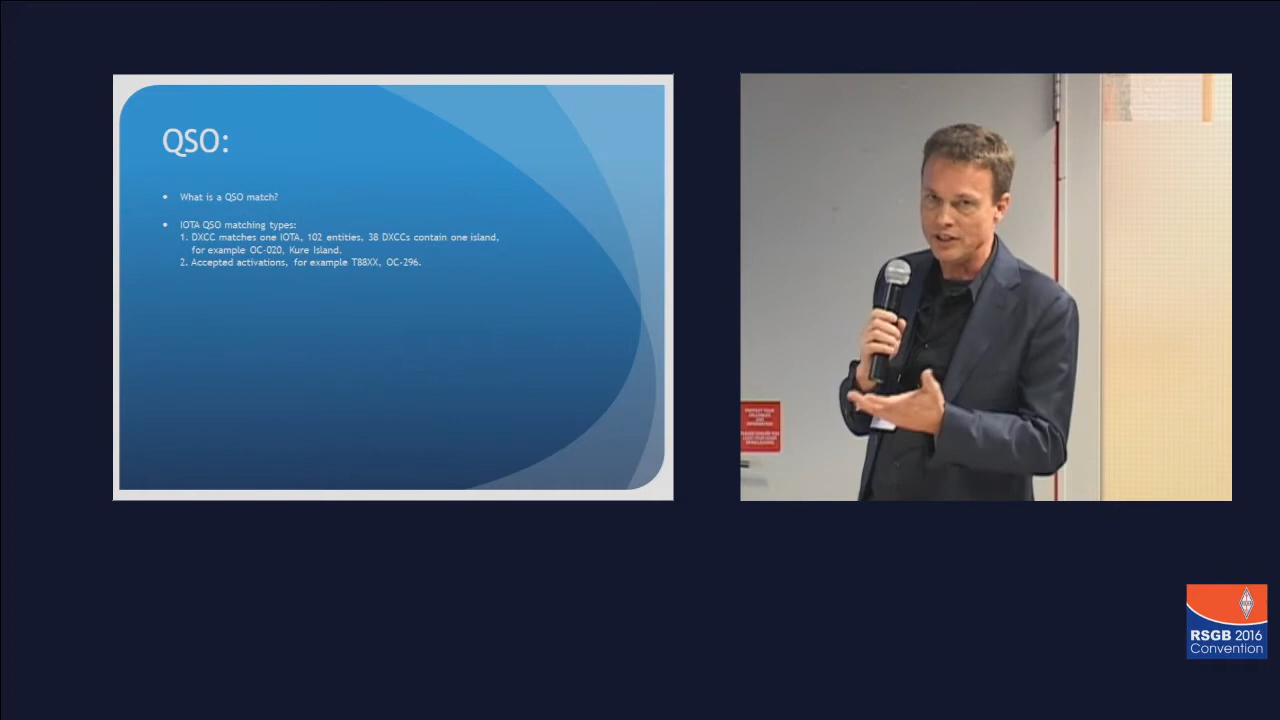 QSO:
What is a QSO match?
IOTA QSO matching types:
1. DXCC matches one IOTA, 102 entities, 38 DXCCs contain one island,
for example OC-020, Kure Island.
2. Accepted activations, for example T88XX, OC-296.
RSGB 2016
Convention